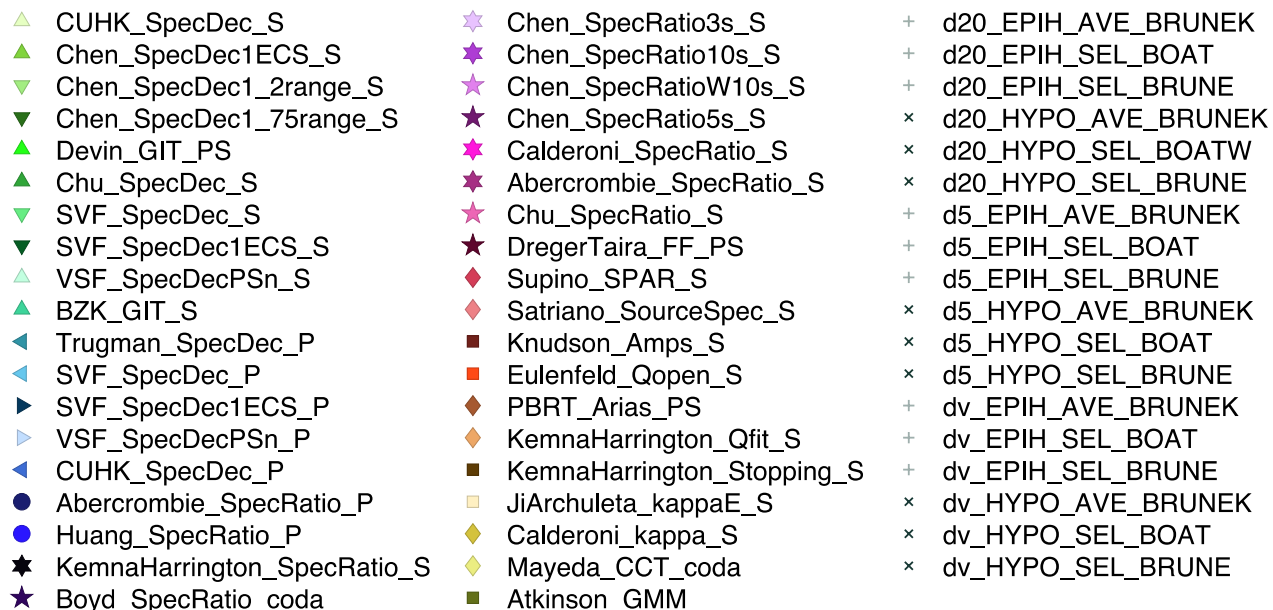 CUHK_SpecDec_S
Chen_SpecDec1ECS_S
Chen_SpecDec1_2range_S
Chen_SpecDec1_75range_S
Devin_GIT_PS
Chu_SpecDec_S
SVF_SpecDec_S
SVF_SpecDec1ECS_S
VSF_SpecDecPSn_S
BZK_GIT_S
Trugman_SpecDec_P
SVF_SpecDec_P
SVF_SpecDec1ECS_P
VSF_SpecDecPSn_P
CUHK_SpecDec_P
Abercrombie_SpecRatio_P
Huang_SpecRatio_P
KemnaHarrington_SpecRatio_S
Boyd_SpecRatio_coda
Chen_SpecRatio3s_S
Chen_SpecRatio10s_S
Chen_SpecRatioW10s_S
Chen_SpecRatio5s_S
Calderoni_SpecRatio_S
Abercrombie_SpecRatio_S
Chu_SpecRatio_S
DregerTaira_FF_PS
Supino_SPAR_S
Satriano_SourceSpec_S
Knudson_Amps_S
Eulenfeld_Qopen_S
PBRT_Arias_PS
KemnaHarrington_Qfit_S
KemnaHarrington_Stopping_S
JiArchuleta_kappaE_S
Calderoni_kappa_S
Mayeda_CCT_coda
Atkinson_GMM
d20_EPIH_AVE_BRUNEK
d20_EPIH_SEL_BOAT
d20_EPIH_SEL_BRUNE
d20_HYPO_AVE_BRUNEK
d20_HYPO_SEL_BOATW
d20_HYPO_SEL_BRUNE
d5_EPIH_AVE_BRUNEK
d5_EPIH_SEL_BOAT
d5_EPIH_SEL_BRUNE
d5_HYPO_AVE_BRUNEK
d5_HYPO_SEL_BOAT
d5_HYPO_SEL_BRUNE
dv_EPIH_AVE_BRUNEK
dv_EPIH_SEL_BOAT
dv_EPIH_SEL_BRUNE
dv_HYPO_AVE_BRUNEK
dv_HYPO_SEL_BOAT
dv_HYPO_SEL_BRUNE